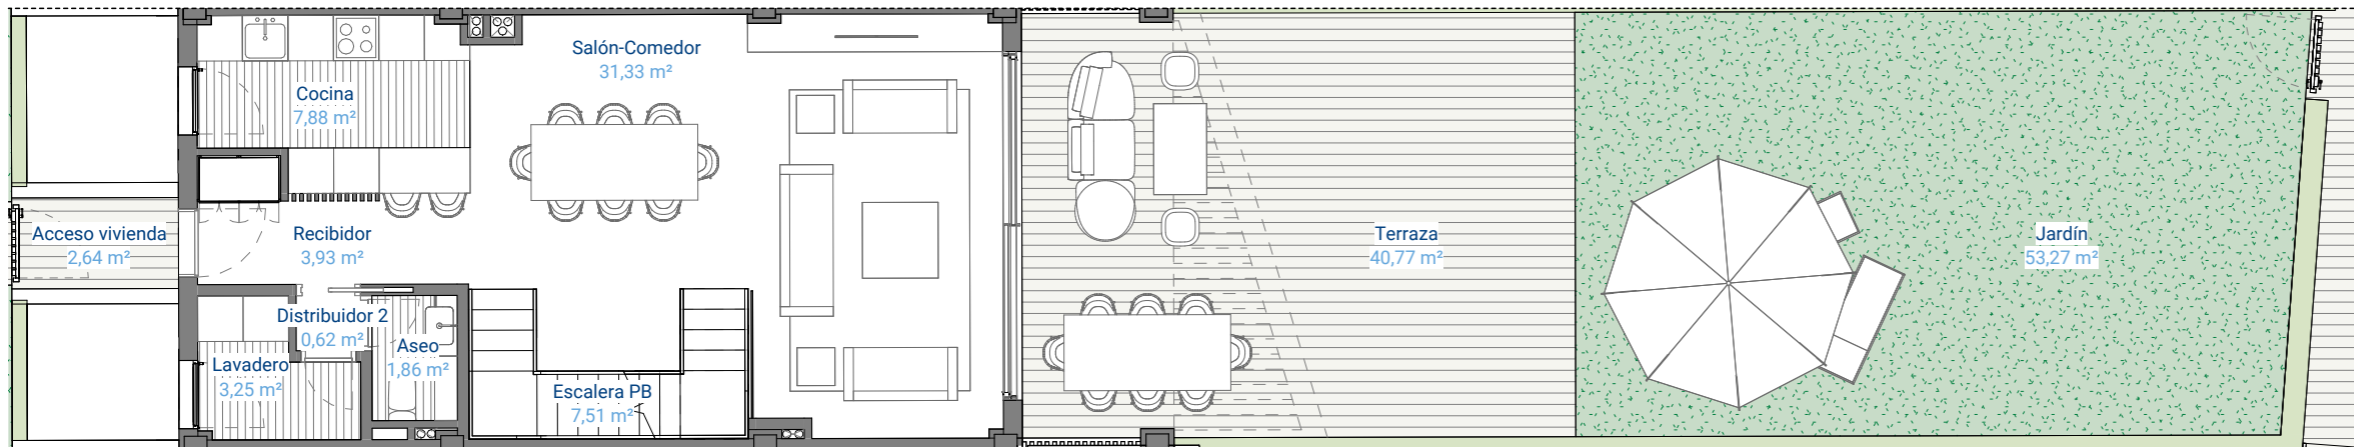 Salón-Comedor
31,33 m²
Cocina
7,88 m²
Acceso vivienda
2,64 m²
Recibidor
3,93 m²
Terraza
40,77 m²
Jardín
53,27 m²
Distribuidor 2
0,62 m²
Aseo
1,86 m²
Lavadero
3,25 m²
Escalera PB
7,51 m²